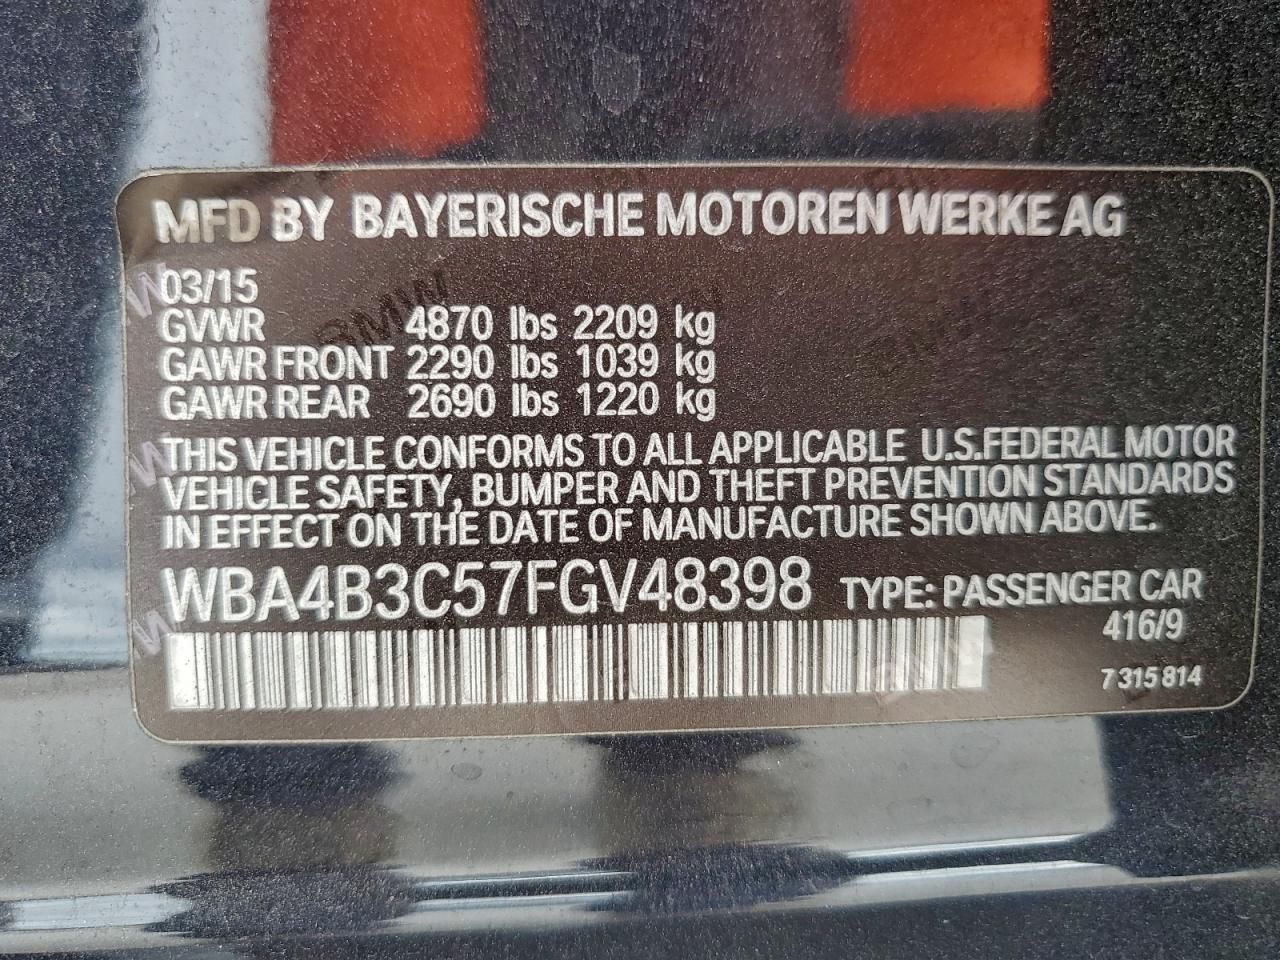 MFD BY BAYERISCHE MOTOREN WERKE AG
03/15
GVWR 4870 lbs 2209 kg
GAWR FRONT 2290 lbs 1039 kg
GAWR REAR 2690 lbs 1220 kg
THIS VEHICLE CONFORMS TO ALL APPLICABLE U.S.FEDERAL MOTOR
VEHICLE SAFETY, BUMPER AND THEFT PREVENTION STANDARDS
IN EFFECT ON THE DATE OF MANUFACTURE SHOWN ABOVE.
WBA4B3C57FGV48398 TYPE: PASSENGER CAR
416/9
7 315 814